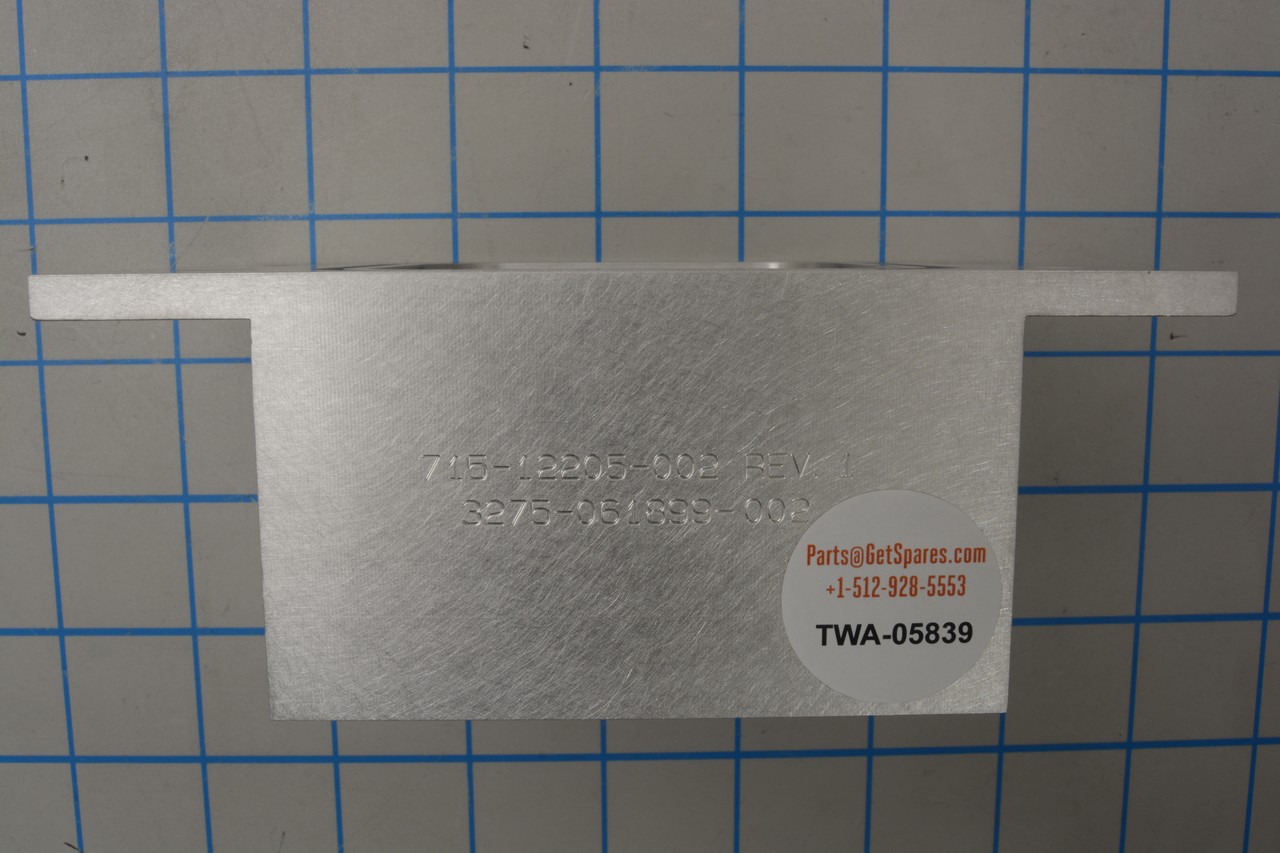 715-12205-002 REV. 1
3275-061899-002
Parts@GetSpares.com
+1-512-928-5553
TWA-05839